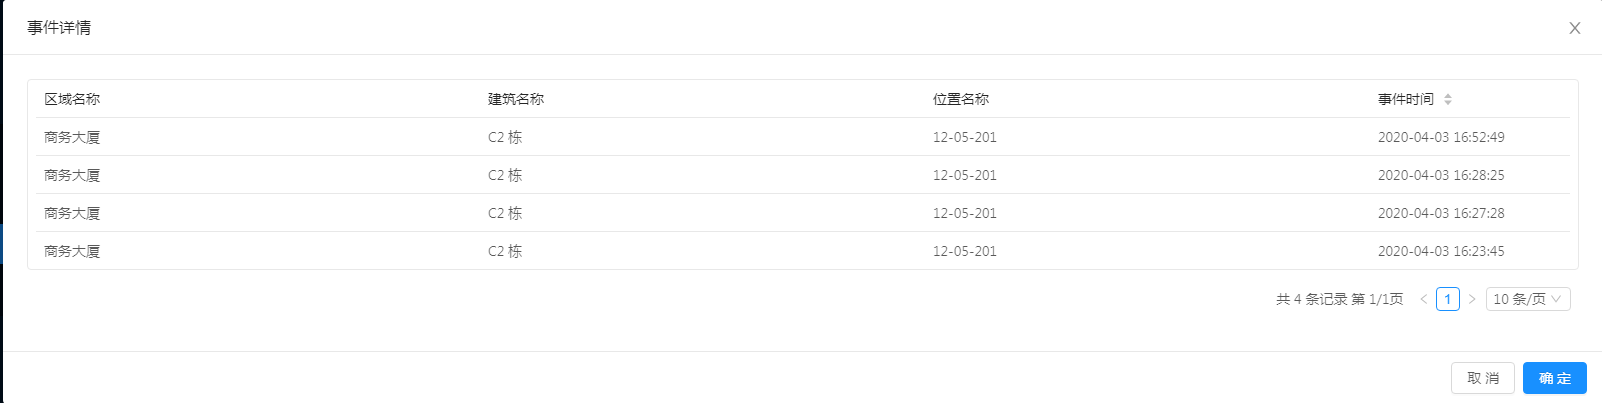 事件详情
区域名称 建筑名称 位置名称 事件时间
商务大厦 C2 栋 12-05-201 2020-04-03 16:52:49
商务大厦 C2 栋 12-05-201 2020-04-03 16:28:25
商务大厦 C2 栋 12-05-201 2020-04-03 16:27:28
商务大厦 C2 栋 12-05-201 2020-04-03 16:23:45
共 4 条记录 第 1/1页 < 1 > 10 条/页
取 消 确 定